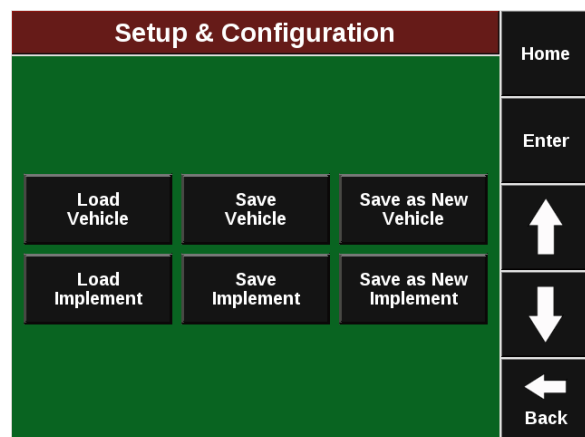 Setup & Configuration
Home
Enter
Load
Vehicle
Save
Vehicle
Save as New
Vehicle
Load
Implement
Save
Implement
Save as New
Implement
Back